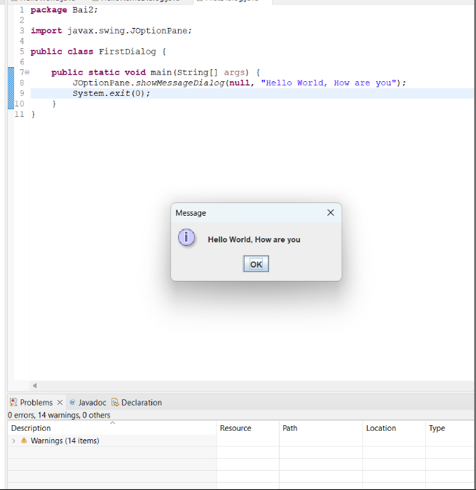 1 package Bai2;
2
3 import javax.swing.JOptionPane;
4
5 public class FirstDialog {
6
7 public static void main(String[] args) {
8 JOptionPane.showMessageDialog(null, "Hello World, How are you");
9 System.exit(0);
10 }
11 }
Message
Hello World, How are you
OK
Problems Javadoc Declaration
0 errors, 14 warnings, 0 others
Description Resource Path Location Type
Warnings (14 items)